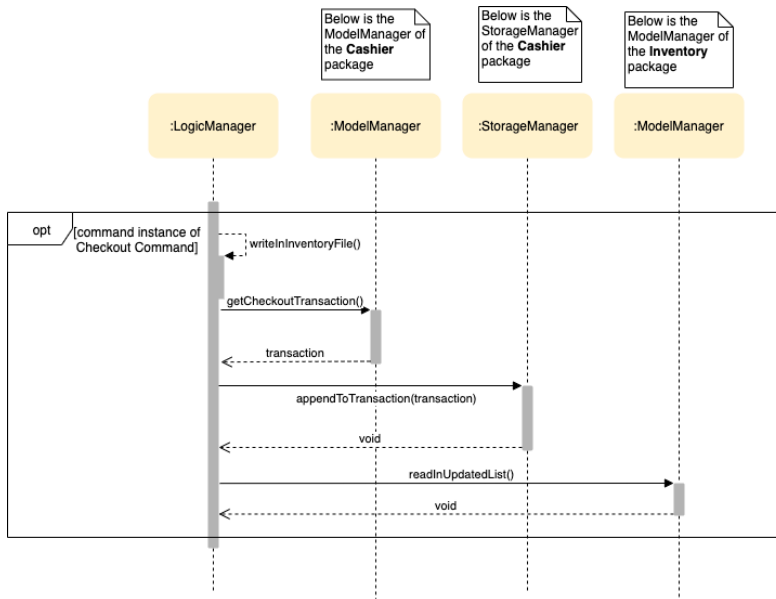 Below is the
ModelManager of
the Cashier
package
Below is the
StorageManager
of the Cashier
package
Below is the
ModelManager of
the Inventory
package
:LogicManager
:ModelManager
:StorageManager
:ModelManager
opt
[command instance of
Checkout Command]
writeInInventoryFile()
getCheckoutTransaction()
transaction
appendToTransaction(transaction)
void
readInUpdatedList()
void